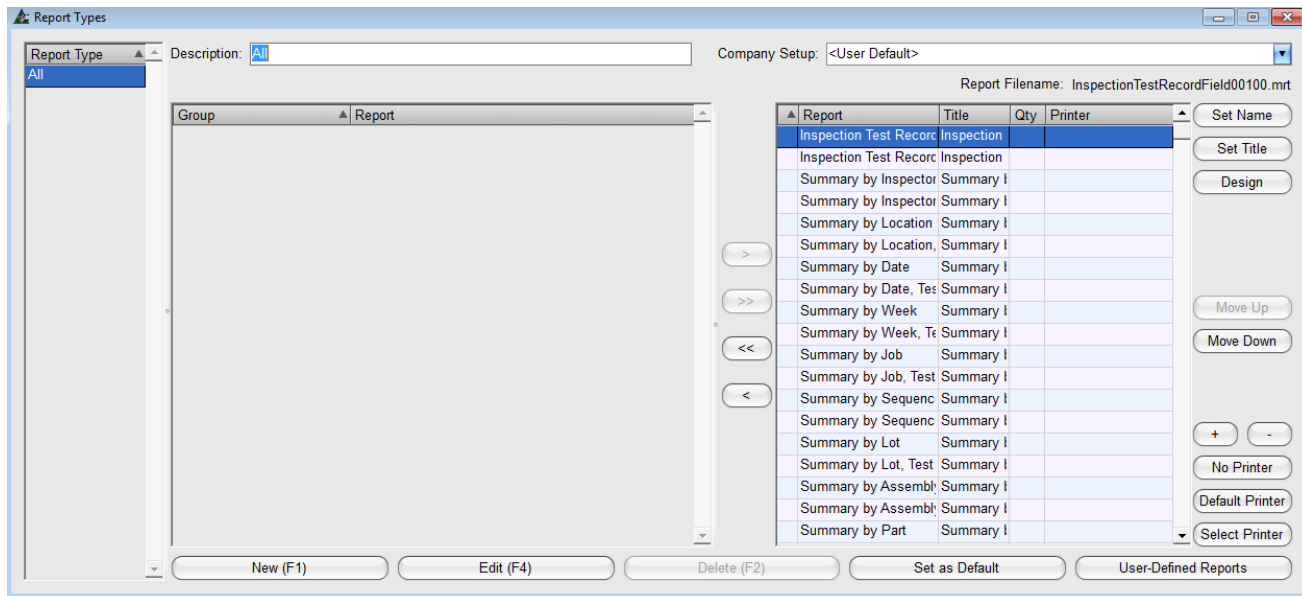 Report Types
Report Type
All
Description: All
Company Setup: <User Default>
Report Filename: InspectionTestRecordField00100.mrt
Group Report
Report Title Qty Printer
Inspection Test Record Inspection
Inspection Test Record Inspection
Summary by Inspector Summary b
Summary by Inspector Summary b
Summary by Location Summary b
Summary by Location, Summary b
Summary by Date Summary b
Summary by Date, Tes Summary b
Summary by Week Summary b
Summary by Week, Te Summary b
Summary by Job Summary b
Summary by Job, Test Summary b
Summary by Sequenc Summary b
Summary by Sequenc Summary b
Summary by Lot Summary b
Summary by Lot, Test Summary b
Summary by Assembly Summary b
Summary by Assembly Summary b
Summary by Part Summary b
>
>>
<<
<
Set Name
Set Title
Design
Move Up
Move Down
+ -
No Printer
Default Printer
Select Printer
New (F1) Edit (F4) Delete (F2) Set as Default User-Defined Reports